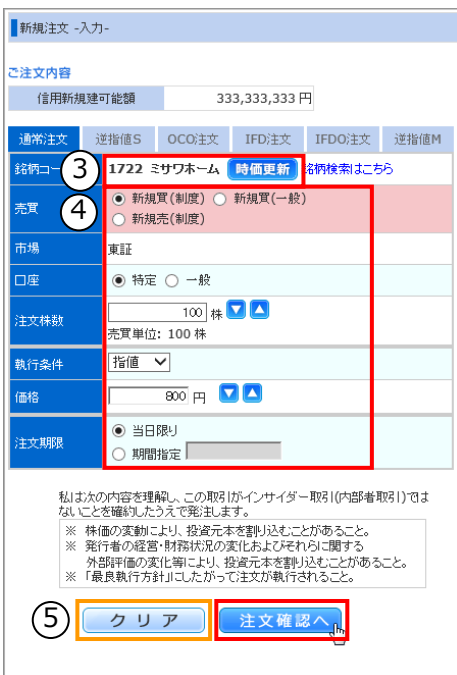 新規注文 -入力-
ご注文内容
信用新規建可能額 333,333,333 円
通常注文 逆指値S OCO注文 IFD注文 IFDO注文 逆指値M
銘柄コー ③ 1722 ミサワホーム 時価更新 銘柄検索はこちら
売買 ④ 新規買(制度) 新規買(一般)
新規売(制度)
市場 東証
口座 特定 一般
注文株数 100 株
売買単位: 100 株
執行条件 指値
価格 800 円
注文期限 当日限り
期間指定
私は次の内容を理解し、この取引がインサイダー取引(内部者取引)では
ないことを確約したうえで発注します。
※ 株価の変動により、投資元本を割り込むことがあること。
※ 発行者の経営・財務状況の変化およびそれらに関する
外部評価の変化等により、投資元本を割り込むことがあること。
※ 「最良執行方針」にしたがって注文が執行されること。
⑤ クリア 注文確認へ